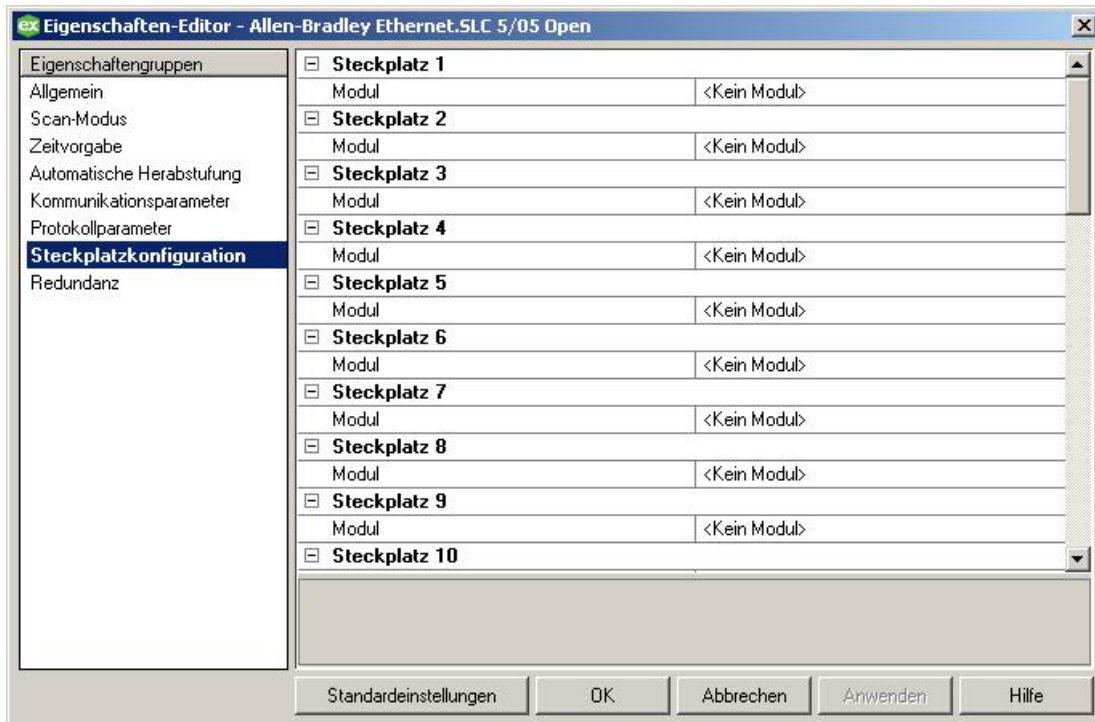 ex Eigenschaften-Editor - Allen-Bradley Ethernet.SLC 5/05 Open
Eigenschaftengruppen
Allgemein
Scan-Modus
Zeitvorgabe
Automatische Herabstufung
Kommunikationsparameter
Protokollparameter
Steckplatzkonfiguration
Redundanz
Steckplatz 1
Modul <Kein Modul>
Steckplatz 2
Modul <Kein Modul>
Steckplatz 3
Modul <Kein Modul>
Steckplatz 4
Modul <Kein Modul>
Steckplatz 5
Modul <Kein Modul>
Steckplatz 6
Modul <Kein Modul>
Steckplatz 7
Modul <Kein Modul>
Steckplatz 8
Modul <Kein Modul>
Steckplatz 9
Modul <Kein Modul>
Steckplatz 10
Standardeinstellungen OK Abbrechen Anwenden Hilfe